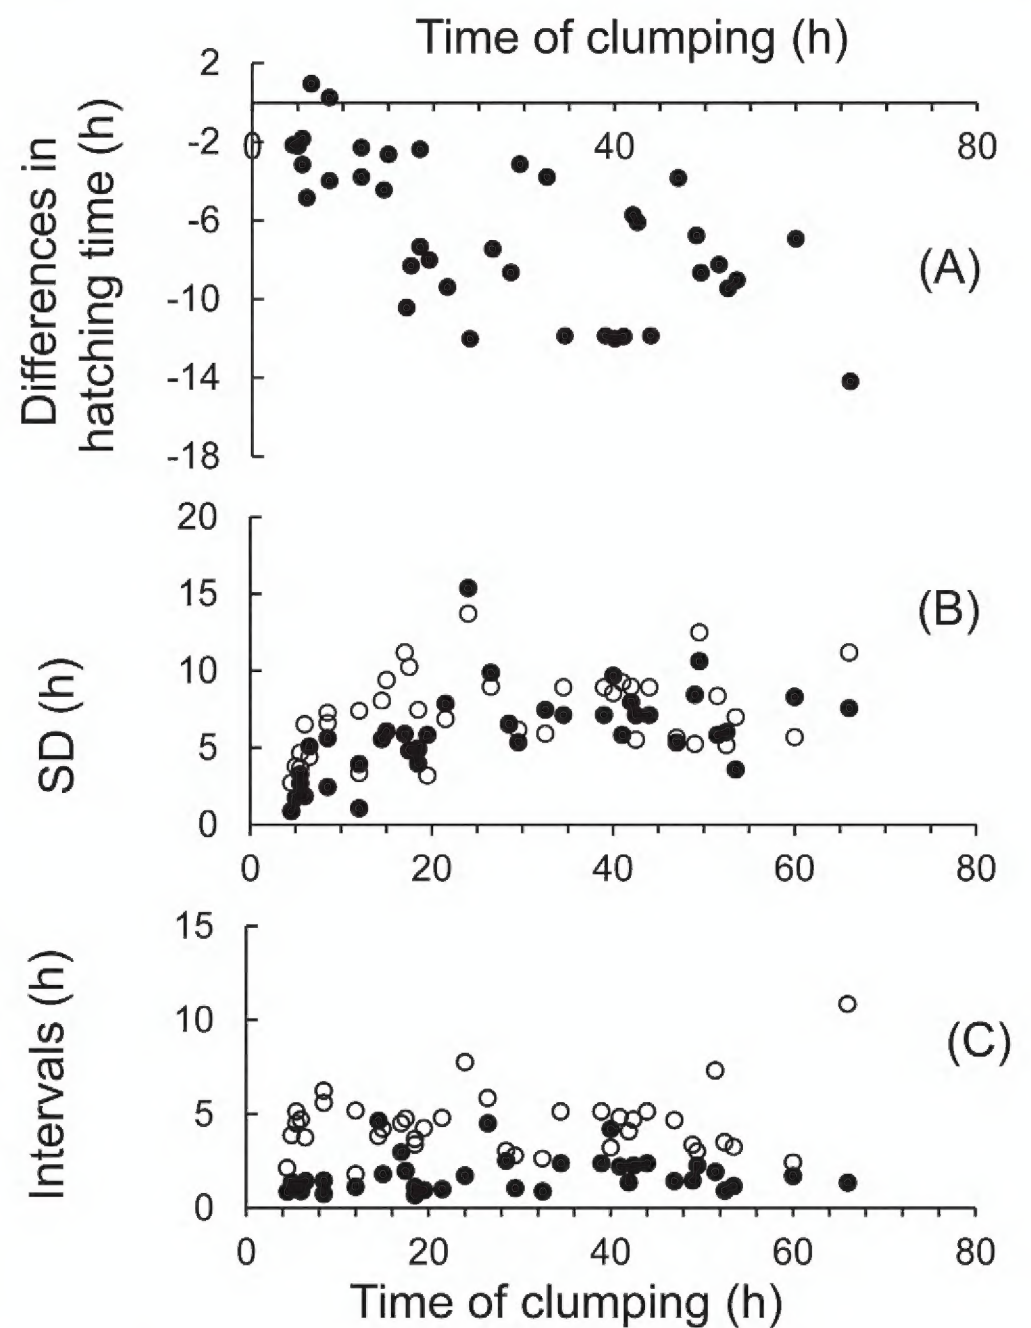 Time of clumping (h)
2
-2
-6
-10
-14
-18
0 40 80
Differences in
hatching time (h)
(A)
20
15
10
5
0
SD (h)
(B)
0 20 40 60 80
15
10
5
0
Intervals (h)
(C)
0 20 40 60 80
Time of clumping (h)